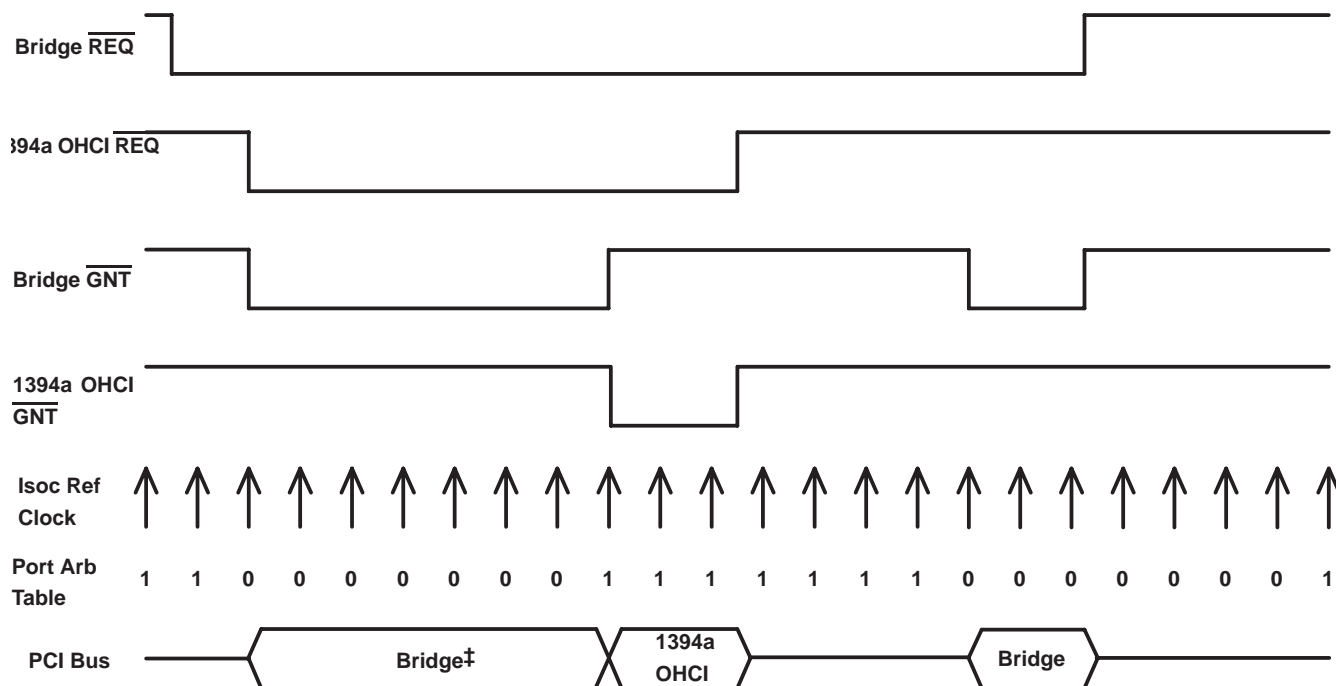 Bridge REQ
394a OHCI REQ
Bridge GNT
1394a OHCI
GNT
Isoc Ref
Clock
Port Arb
Table
1 1 0 0 0 0 0 0 0 1 1 1 1 1 1 1 0 0 0 0 0 0 0 1
PCI Bus
Bridge‡
1394a
OHCI
Bridge